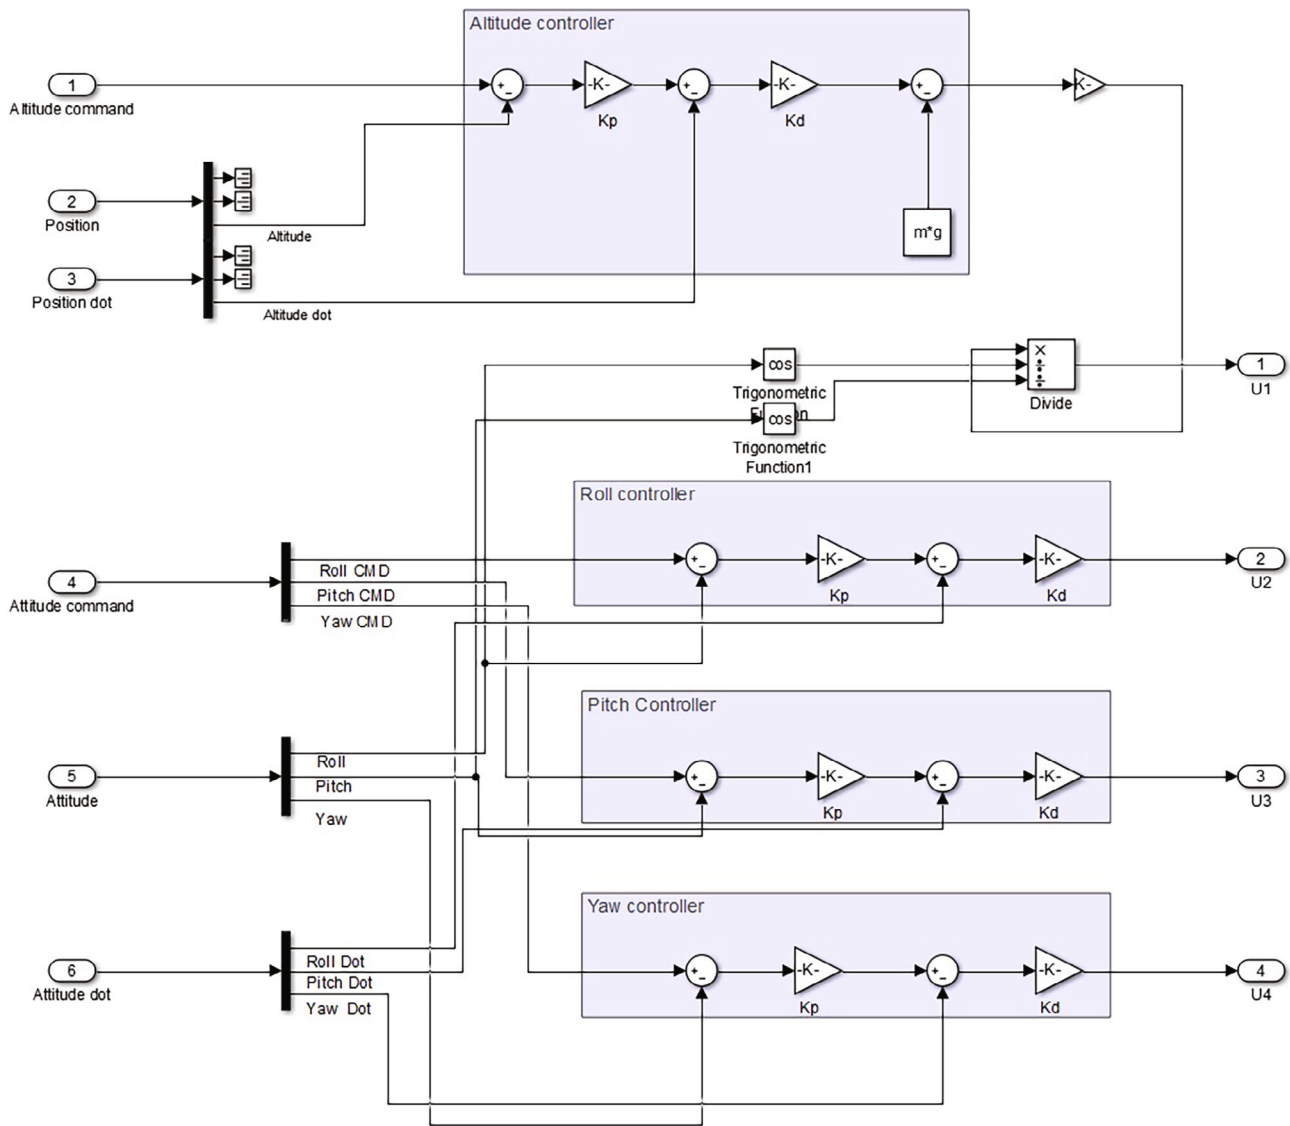 Altitude controller
1
Altitude command
+
-
-K-
Kp
+
-
-K-
Kd
+
-
K-
2
Position
Altitude
m*g
3
Position dot
Altitude dot
cos
Trigonometric
Function
×
÷
÷
Divide
1
U1
cos
Trigonometric
Function1
Roll controller
4
Attitude command
Roll CMD
Pitch CMD
Yaw CMD
+
-
-K-
Kp
+
-
-K-
Kd
2
U2
Pitch Controller
5
Attitude
Roll
Pitch
Yaw
+
-
-K-
Kp
+
-
-K-
Kd
3
U3
Yaw controller
6
Attitude dot
Roll Dot
Pitch Dot
Yaw Dot
+
-
-K-
Kp
+
-
-K-
Kd
4
U4